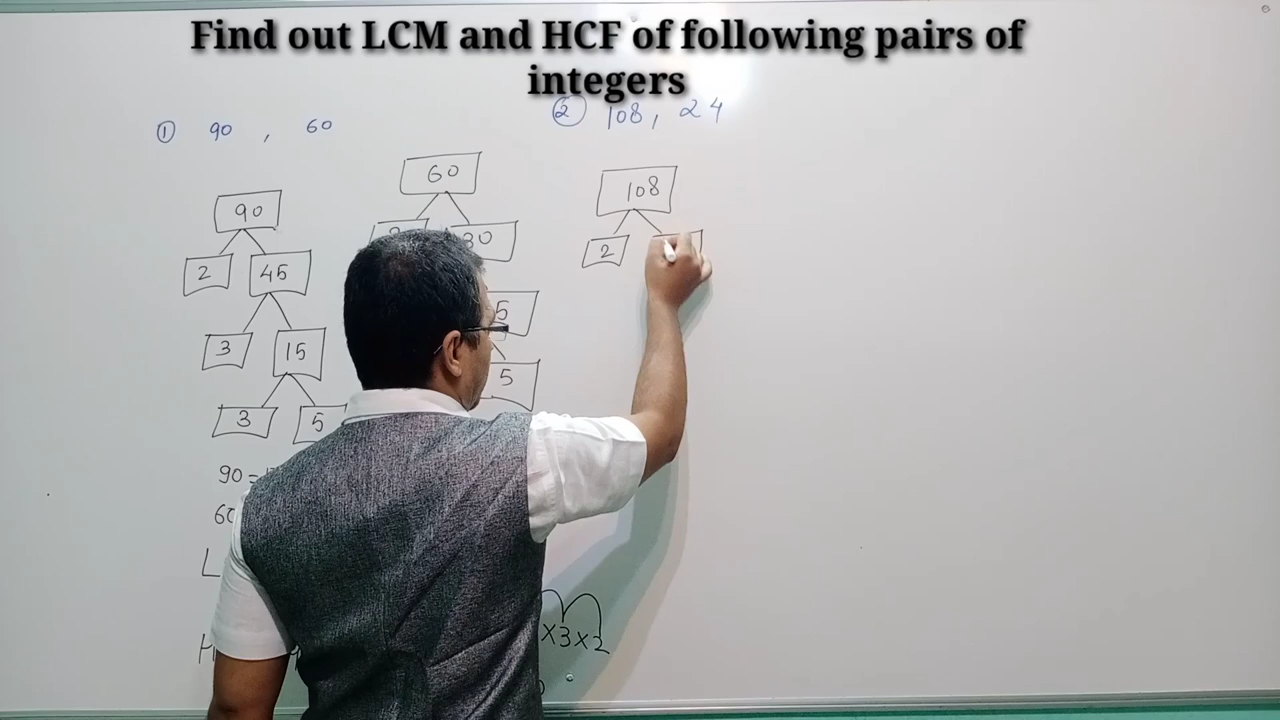 Find out LCM and HCF of following pairs of
integers
① 90 , 60
② 108, 24
90
2 45
3 15
3 5
60
30
5
5
108
2
90 =
60
L
H
×3×2